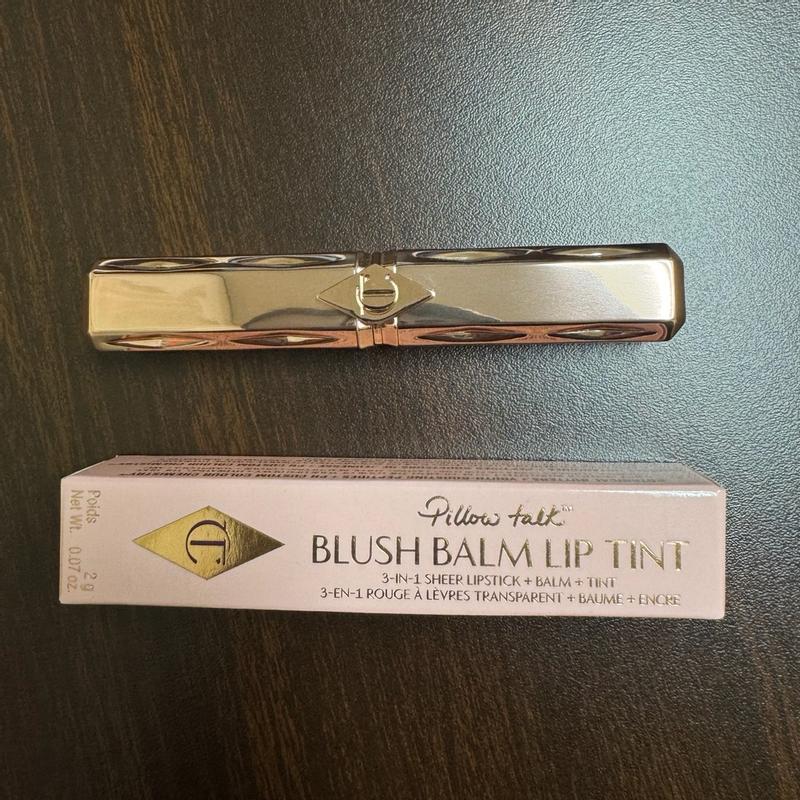 CT
Pillow talk™
BLUSH BALM LIP TINT
3-IN-1 SHEER LIPSTICK + BALM + TINT
3-EN-1 ROUGE À LÈVRES TRANSPARENT + BAUME + ENCRE
Poids 2 g
Net Wt. 0.07 oz.